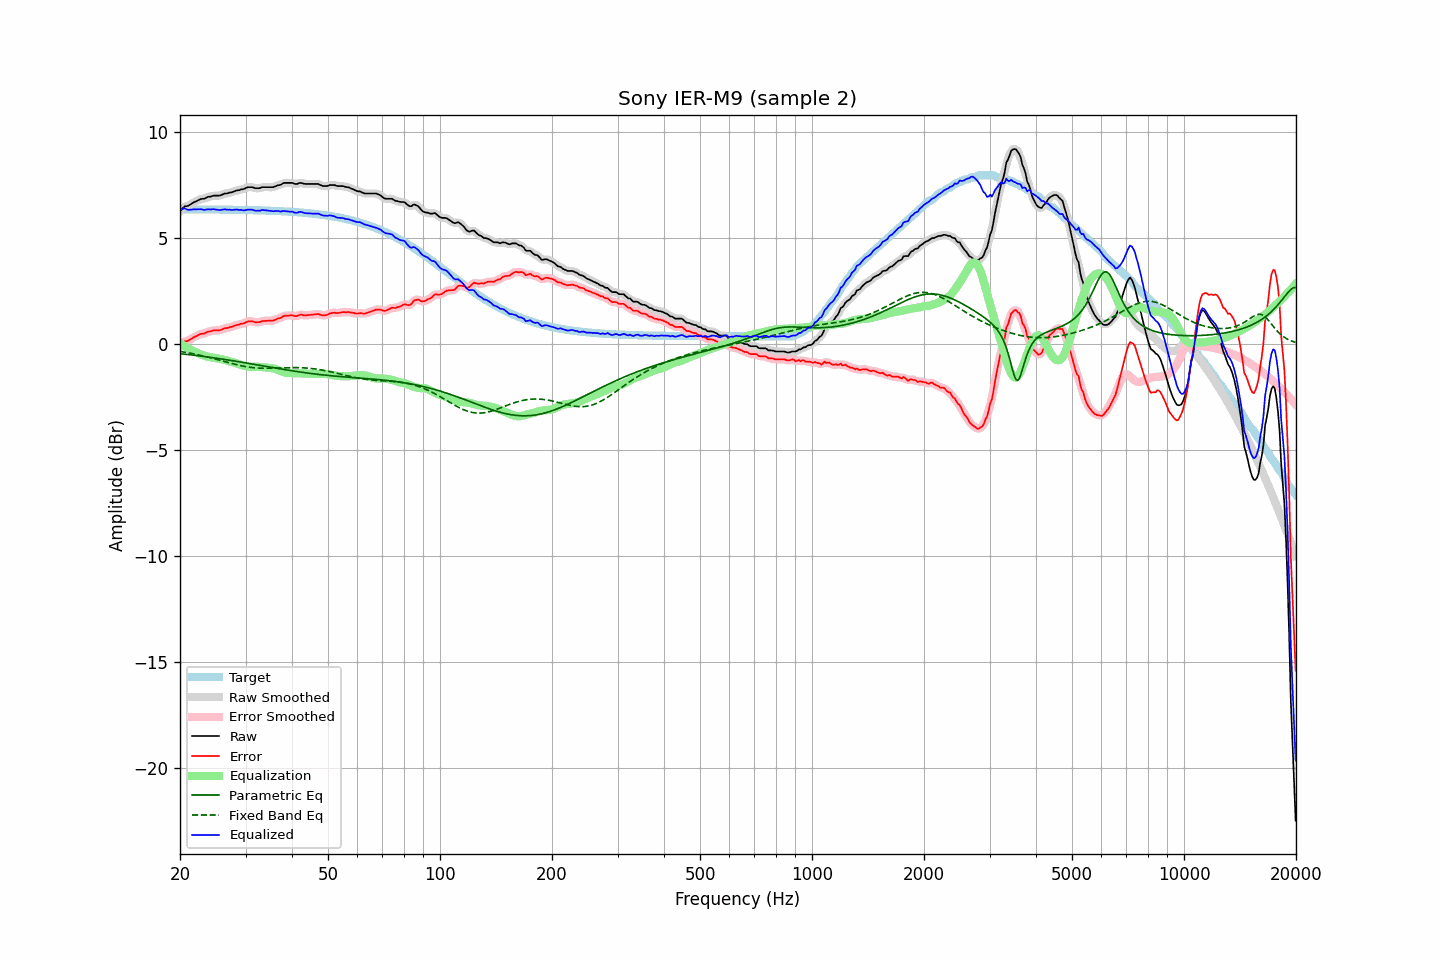 Sony IER-M9 (sample 2)
10
5
0
−5
−10
−15
−20
Amplitude (dBr)
Target
Raw Smoothed
Error Smoothed
Raw
Error
Equalization
Parametric Eq
Fixed Band Eq
Equalized
20 50 100 200 500 1000 2000 5000 10000 20000
Frequency (Hz)